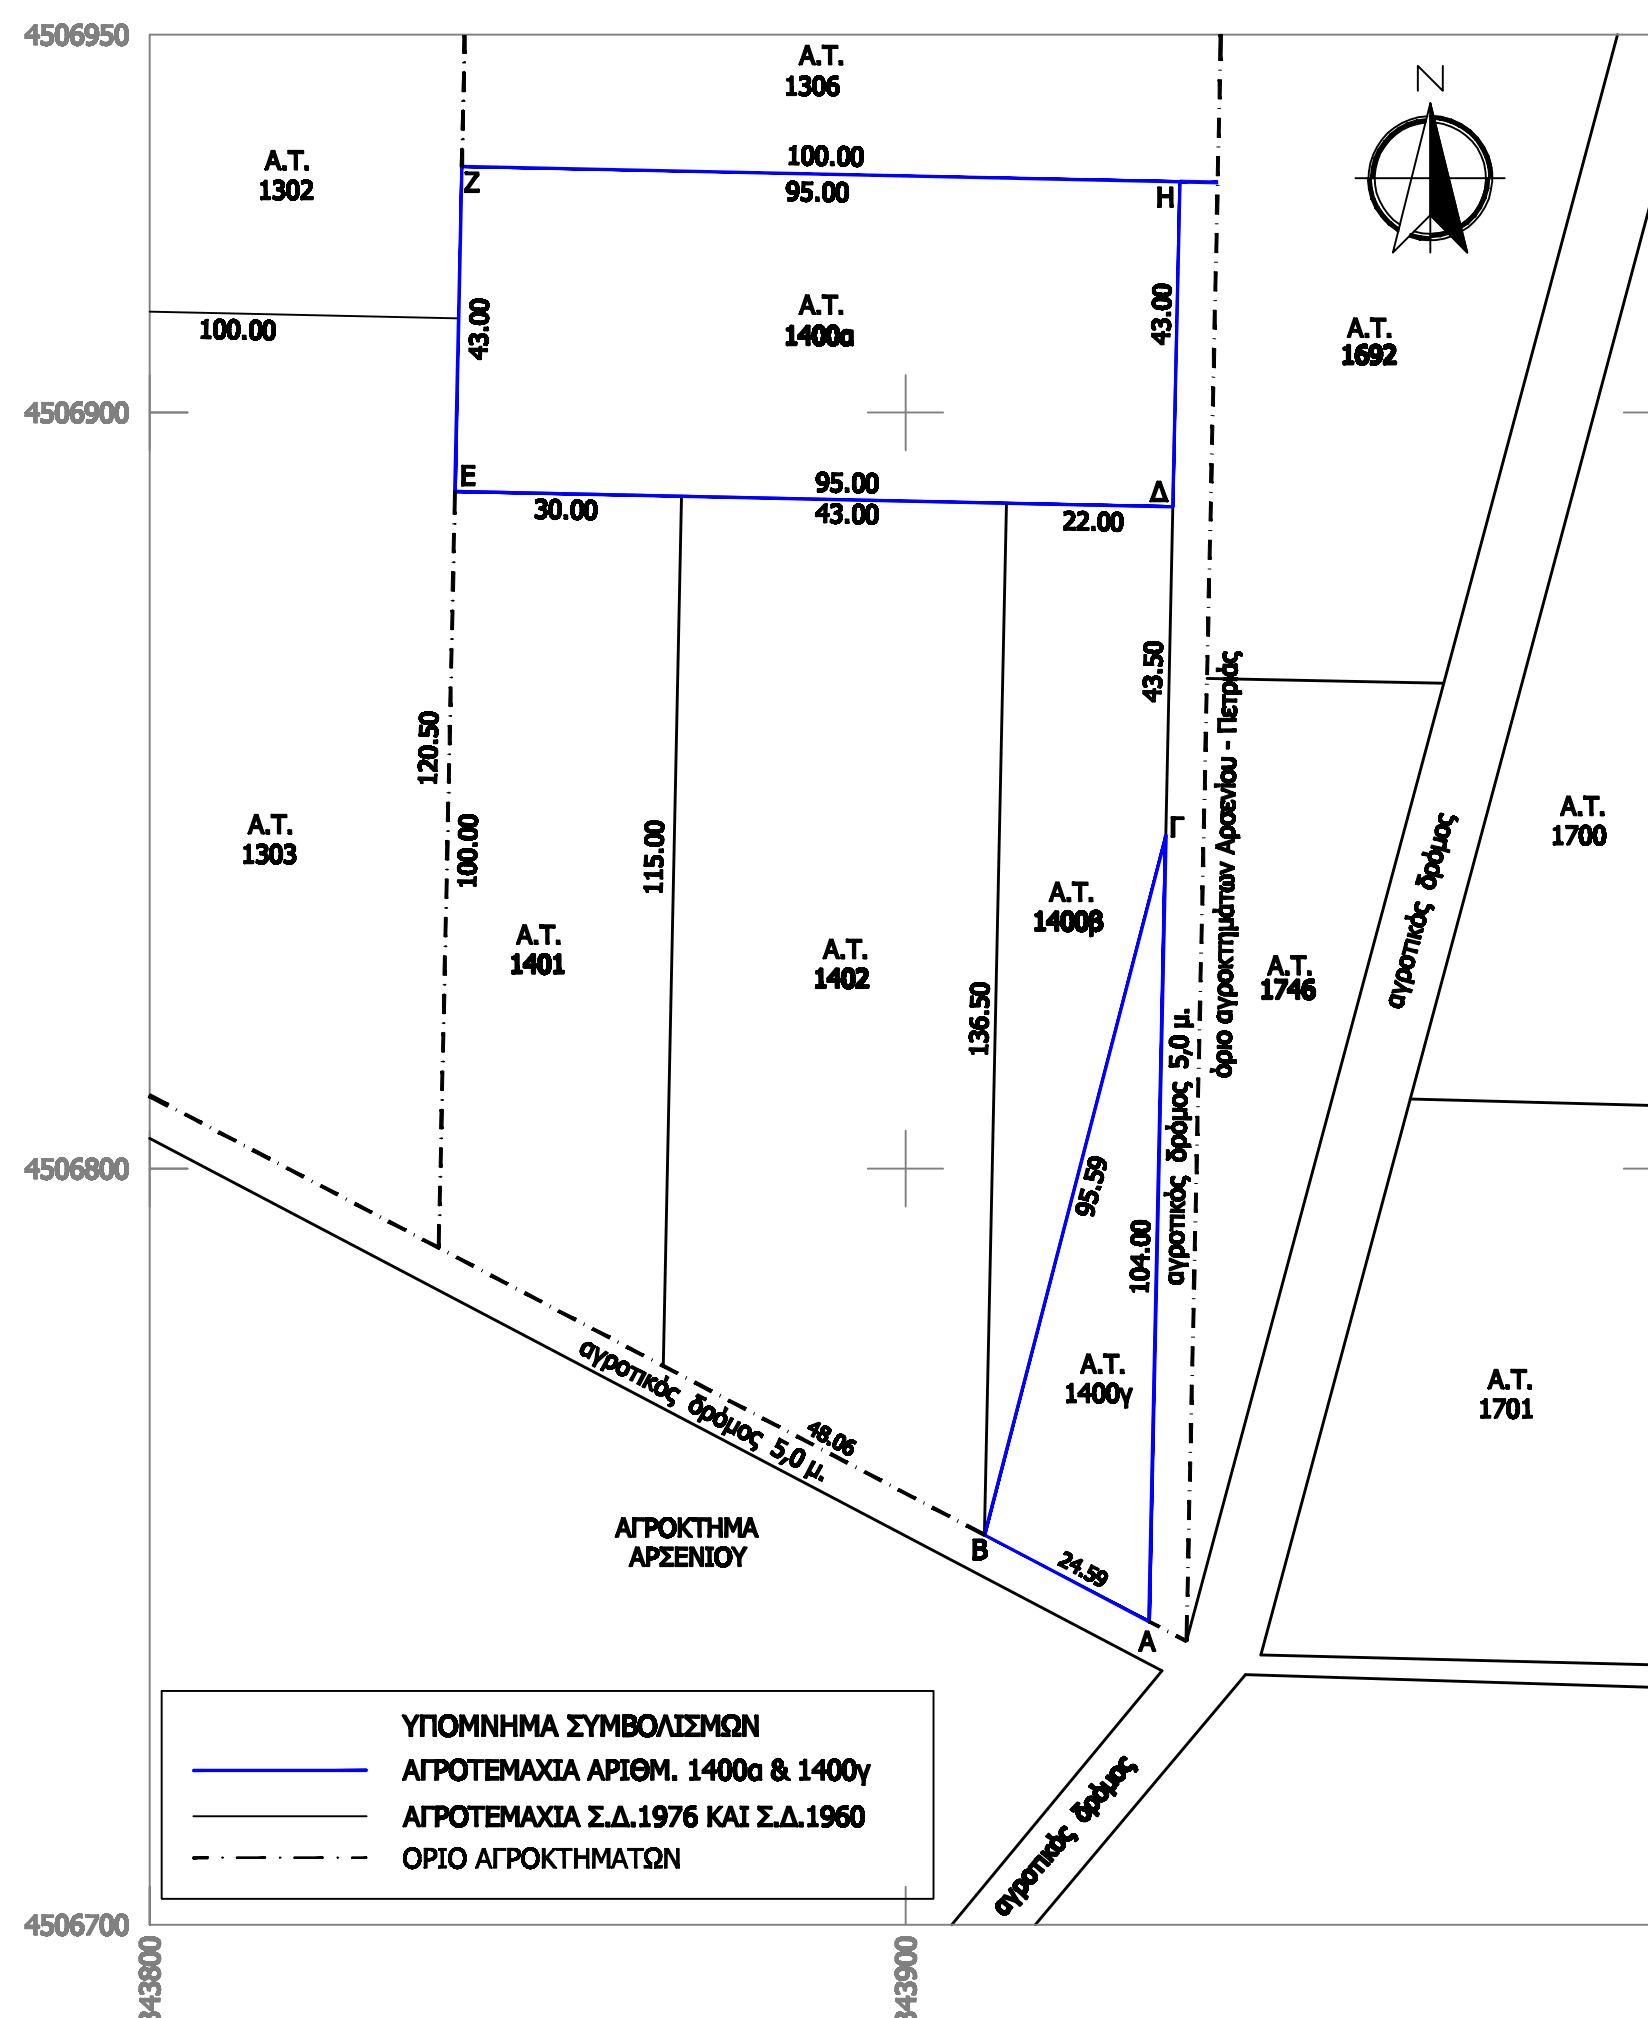 4506950
Α.Τ.
1306
N
Α.Τ.
1302
100.00
Ζ
95.00
Η
43.00
Α.Τ.
1400α
43.00
100.00
Α.Τ.
1692
4506900
Ε
95.00
Δ
30.00
43.00
22.00
43.50
όριο αγροκτημάτων Αρσενίου - Πετριάς
120.50
100.00
115.00
Γ
Α.Τ.
1303
Α.Τ.
1700
αγροτικός δρόμος
Α.Τ.
1400β
Α.Τ.
1401
Α.Τ.
1402
Α.Τ.
1746
136.50
αγροτικός δρόμος 5,0 μ.
4506800
95.59
104.00
αγροτικός δρόμος 5,0 μ.
48.06
Α.Τ.
1400γ
Α.Τ.
1701
ΑΓΡΟΚΤΗΜΑ
ΑΡΣΕΝΙΟΥ
Β
24.59
Α
ΥΠΟΜΝΗΜΑ ΣΥΜΒΟΛΙΣΜΩΝ
ΑΓΡΟΤΕΜΑΧΙΑ ΑΡΙΘΜ. 1400α & 1400γ
ΑΓΡΟΤΕΜΑΧΙΑ Σ.Δ.1976 ΚΑΙ Σ.Δ.1960
ΟΡΙΟ ΑΓΡΟΚΤΗΜΑΤΩΝ
αγροτικός δρόμος
4506700
343800
343900